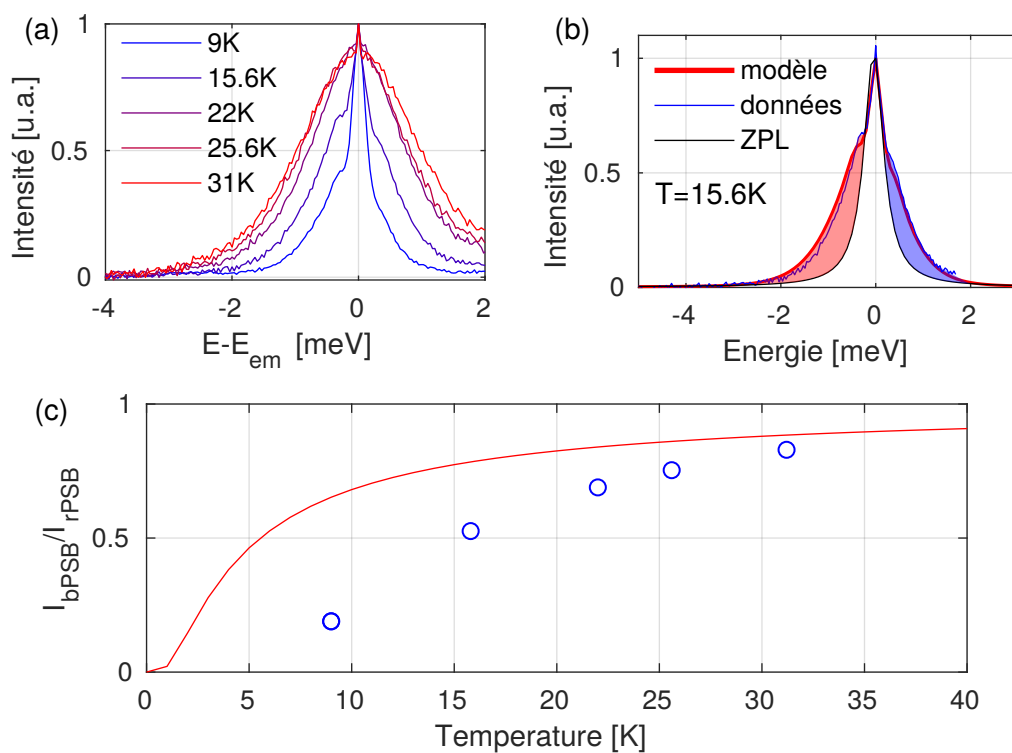 (a)
Intensité [u.a.]
1
0.5
0
9K
15.6K
22K
25.6K
31K
-4
-2
0
2
E-E_em [meV]
(b)
Intensité [u.a.]
1
0.5
0
modèle
données
ZPL
T=15.6K
-4
-2
0
2
Energie [meV]
(c)
I_bPSB/I_rPSB
1
0.5
0
0
5
10
15
20
25
30
35
40
Temperature [K]